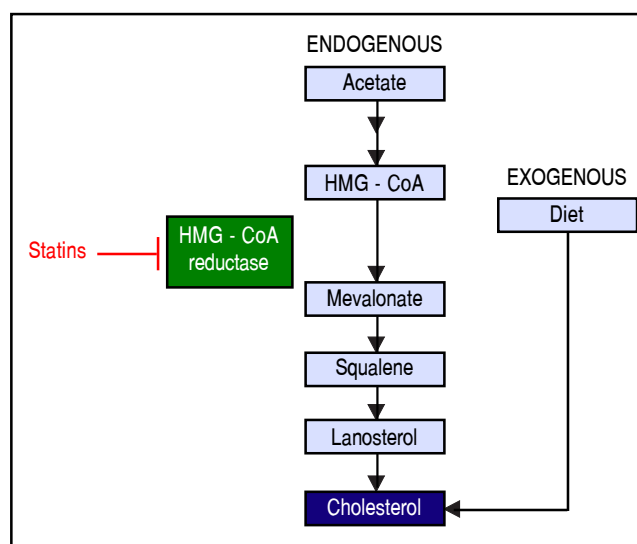 ENDOGENOUS
Acetate
HMG - CoA
EXOGENOUS
Diet
Statins
HMG - CoA
reductase
Mevalonate
Squalene
Lanosterol
Cholesterol